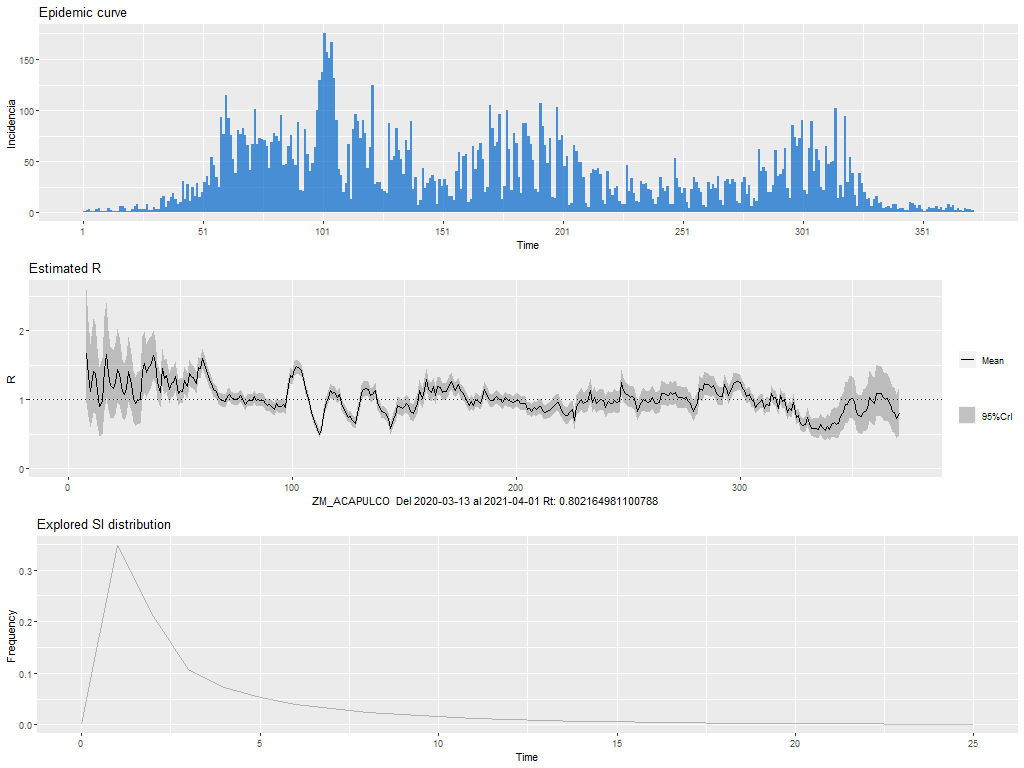 Epidemic curve
Incidencia
150
100
50
0
1 51 101 151 201 251 301 351
Time
Estimated R
R
2
1
0
0 100 200 300
ZM_ACAPULCO Del 2020-03-13 al 2021-04-01 Rt: 0.802164981100788
Mean
95%CrI
Explored SI distribution
Frequency
0.3
0.2
0.1
0.0
0 5 10 15 20 25
Time